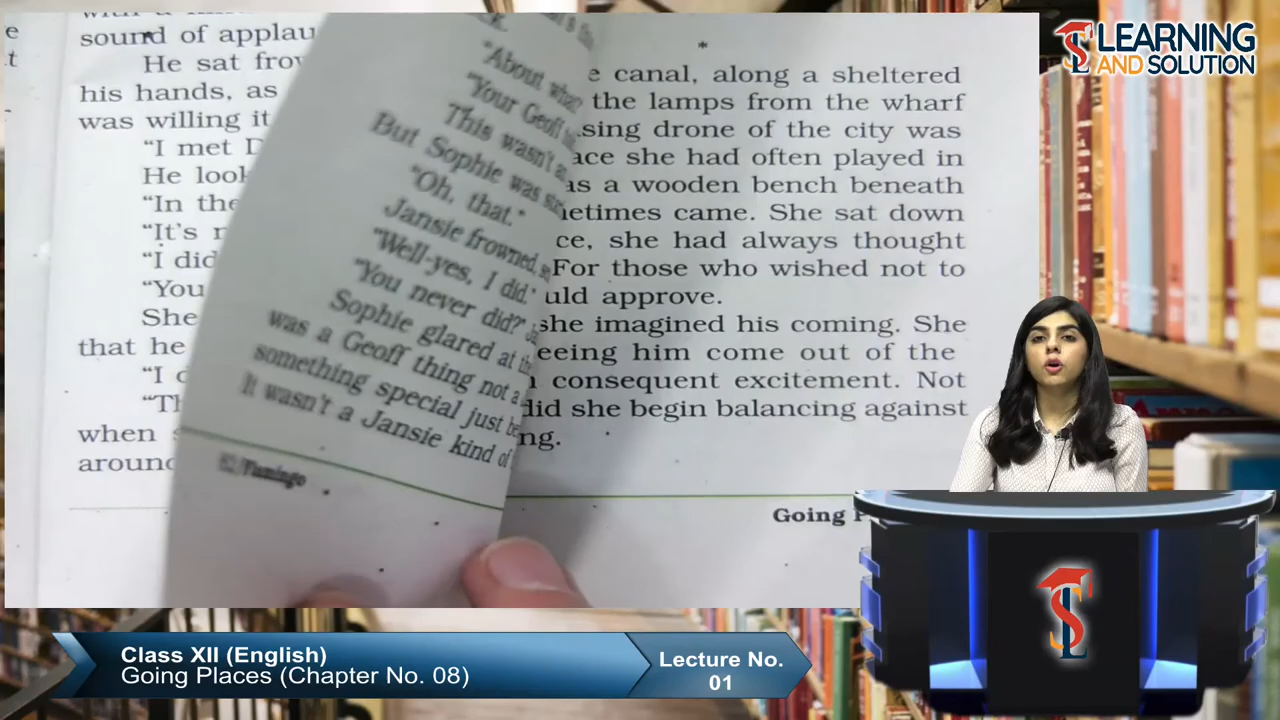 sound of applau
He sat frov
his hands, as
was willing it
"I met D
He look
"In the
"It's n
"I did
"You
She
that he
"I c
"Th
when s
around
"About what?
"Your Geoff
This wasn't
But Sophie was
"Oh, that."
Jansie frowned,
"Well-yes, I did."
"You never did?"
Sophie glared at the
was a Geoff thing not a
something special just be
It wasn't a Jansie kind of
82/Flamingo
*
e canal, along a sheltered
the lamps from the wharf
sing drone of the city was
ace she had often played in
as a wooden bench beneath
etimes came. She sat down
ce, she had always thought
For those who wished not to
uld approve.
she imagined his coming. She
eeing him come out of the
consequent excitement. Not
did she begin balancing against
ng.
Going P
LEARNING
AND SOLUTION
Class XII (English)
Going Places (Chapter No. 08)
Lecture No.
01